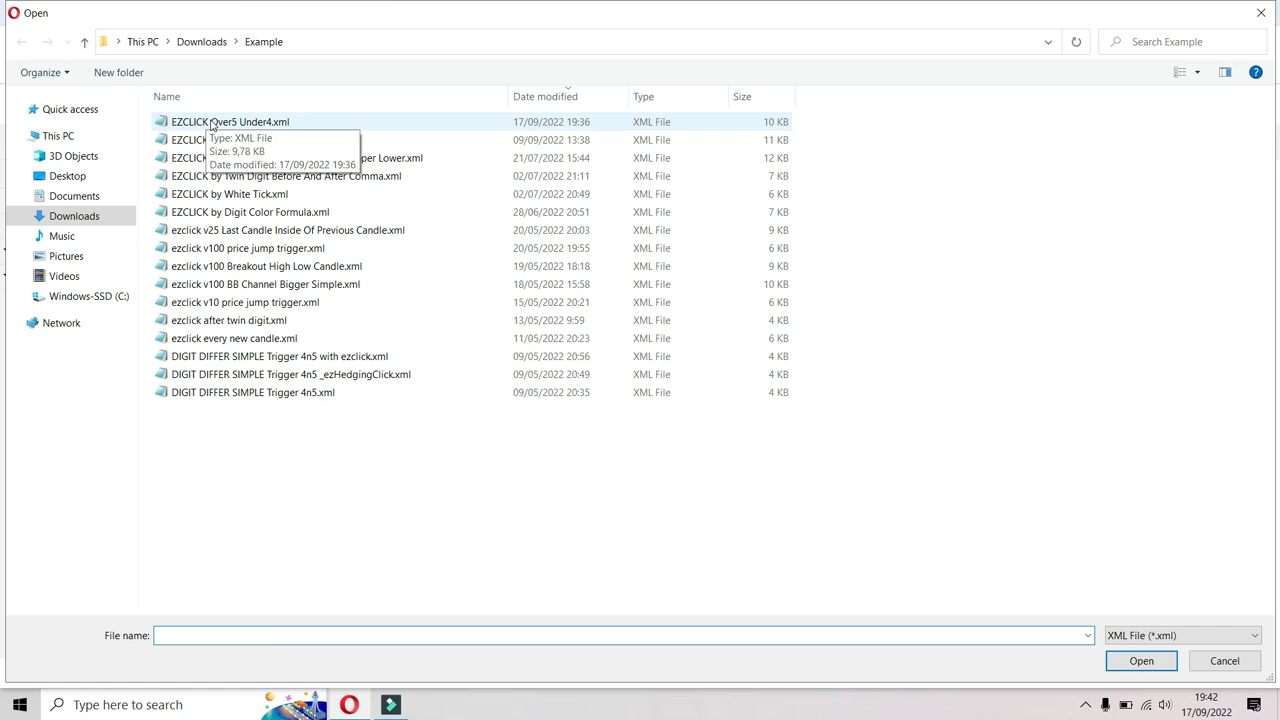 Open
This PC > Downloads > Example
Search Example
Organize
New folder
Name Date modified Type Size
Quick access
This PC
3D Objects
Desktop
Documents
Downloads
Music
Pictures
Videos
Windows-SSD (C:)
Network
EZCLICK Over5 Under4.xml 17/09/2022 19:36 XML File 10 KB
EZCLICK 09/09/2022 13:38 XML File 11 KB
EZCLICK per Lower.xml 21/07/2022 15:44 XML File 12 KB
EZCLICK by Twin Digit Before And After Comma.xml 02/07/2022 21:11 XML File 7 KB
EZCLICK by White Tick.xml 02/07/2022 20:49 XML File 6 KB
EZCLICK by Digit Color Formula.xml 28/06/2022 20:51 XML File 7 KB
ezclick v25 Last Candle Inside Of Previous Candle.xml 20/05/2022 20:03 XML File 9 KB
ezclick v100 price jump trigger.xml 20/05/2022 19:55 XML File 6 KB
ezclick v100 Breakout High Low Candle.xml 19/05/2022 18:18 XML File 9 KB
ezclick v100 BB Channel Bigger Simple.xml 18/05/2022 15:58 XML File 10 KB
ezclick v10 price jump trigger.xml 15/05/2022 20:21 XML File 6 KB
ezclick after twin digit.xml 13/05/2022 9:59 XML File 4 KB
ezclick every new candle.xml 11/05/2022 20:23 XML File 6 KB
DIGIT DIFFER SIMPLE Trigger 4n5 with ezclick.xml 09/05/2022 20:56 XML File 4 KB
DIGIT DIFFER SIMPLE Trigger 4n5 _ezHedgingClick.xml 09/05/2022 20:49 XML File 4 KB
DIGIT DIFFER SIMPLE Trigger 4n5.xml 09/05/2022 20:35 XML File 4 KB
Type: XML File
Size: 9,78 KB
Date modified: 17/09/2022 19:36
File name:
XML File (*.xml)
Open
Cancel
Type here to search
19:42
17/09/2022